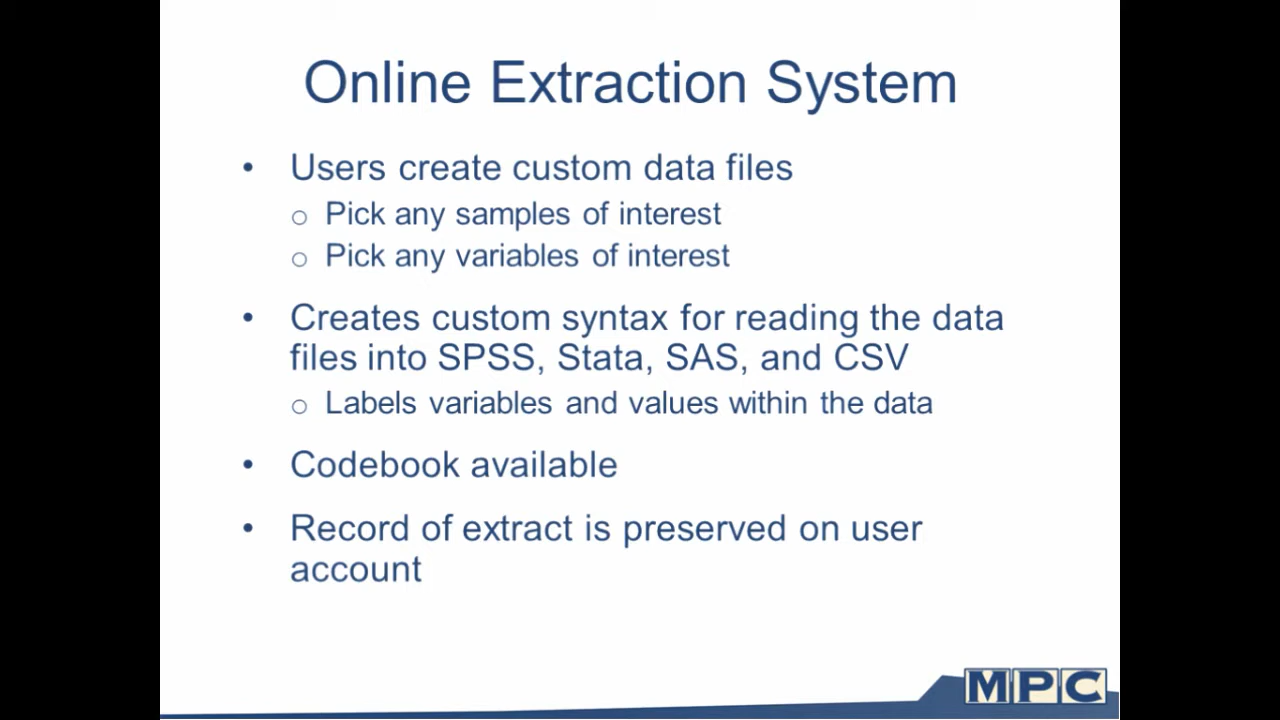 Online Extraction System
• Users create custom data files
o Pick any samples of interest
o Pick any variables of interest
• Creates custom syntax for reading the data
files into SPSS, Stata, SAS, and CSV
o Labels variables and values within the data
• Codebook available
• Record of extract is preserved on user
account
MPC